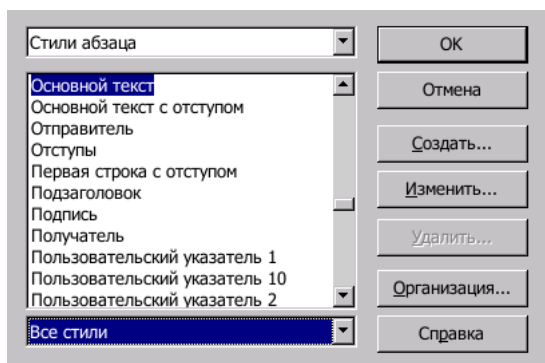 Стили абзаца
Основной текст
Основной текст с отступом
Отправитель
Отступы
Первая строка с отступом
Подзаголовок
Подпись
Получатель
Пользовательский указатель 1
Пользовательский указатель 10
Пользовательский указатель 2
Все стили
OK
Отмена
Создать...
Изменить...
Удалить...
Организация...
Справка